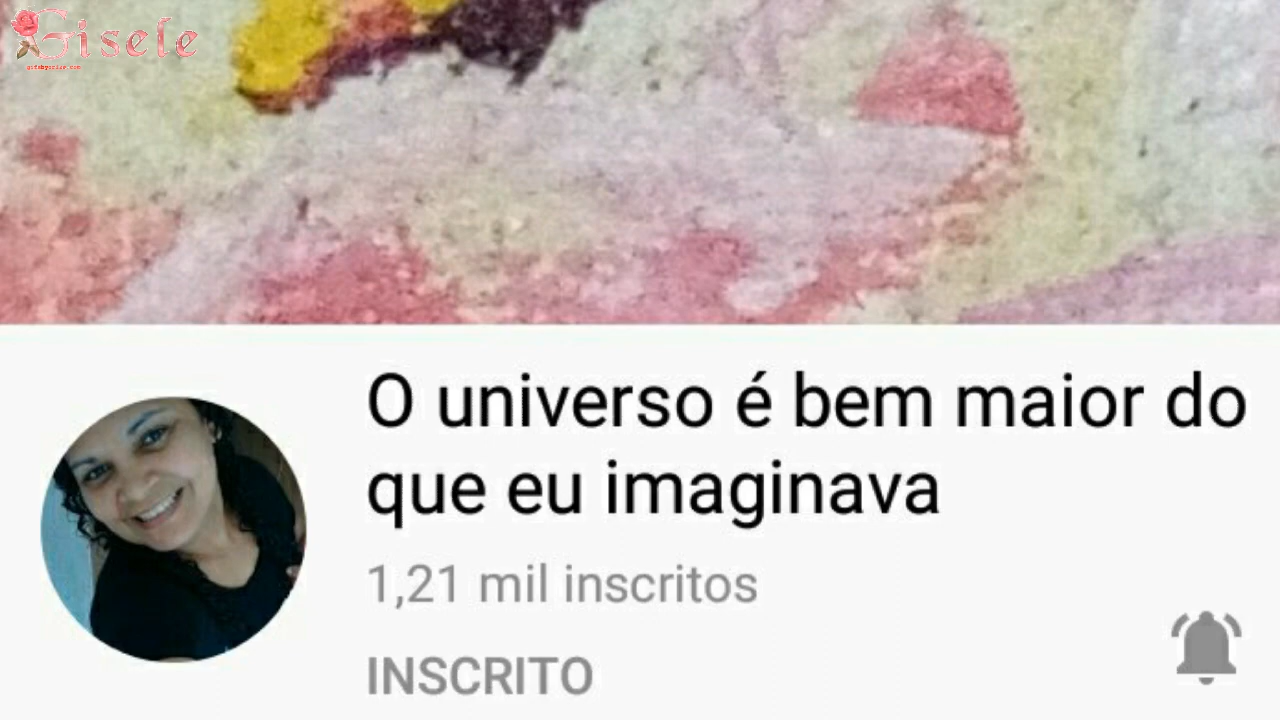 Gisele
O universo é bem maior do
que eu imaginava
1,21 mil inscritos
INSCRITO